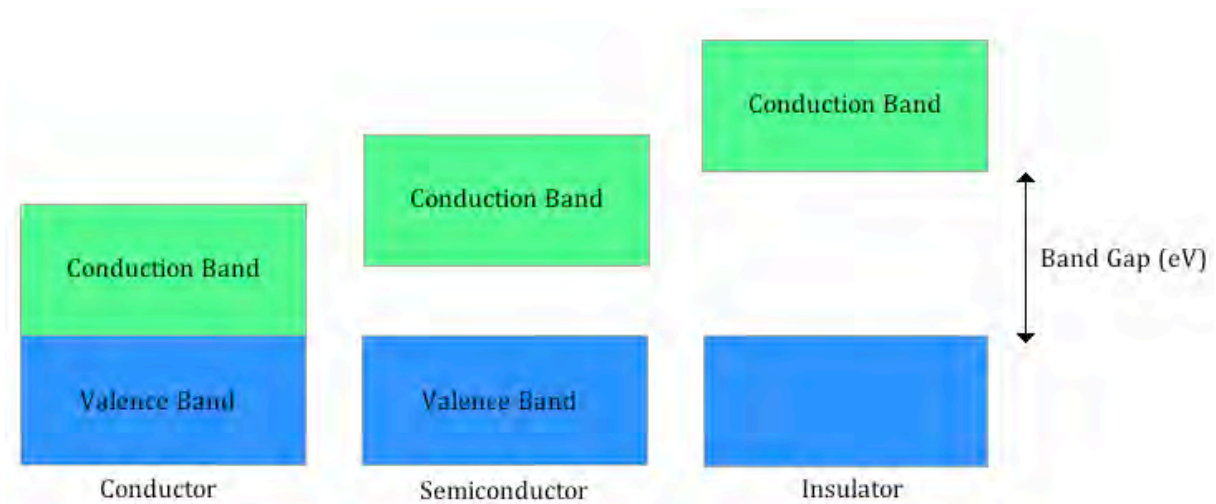 Conduction Band
Conduction Band
Conduction Band
Band Gap (eV)
Valence Band
Valence Band
Conductor
Semiconductor
Insulator